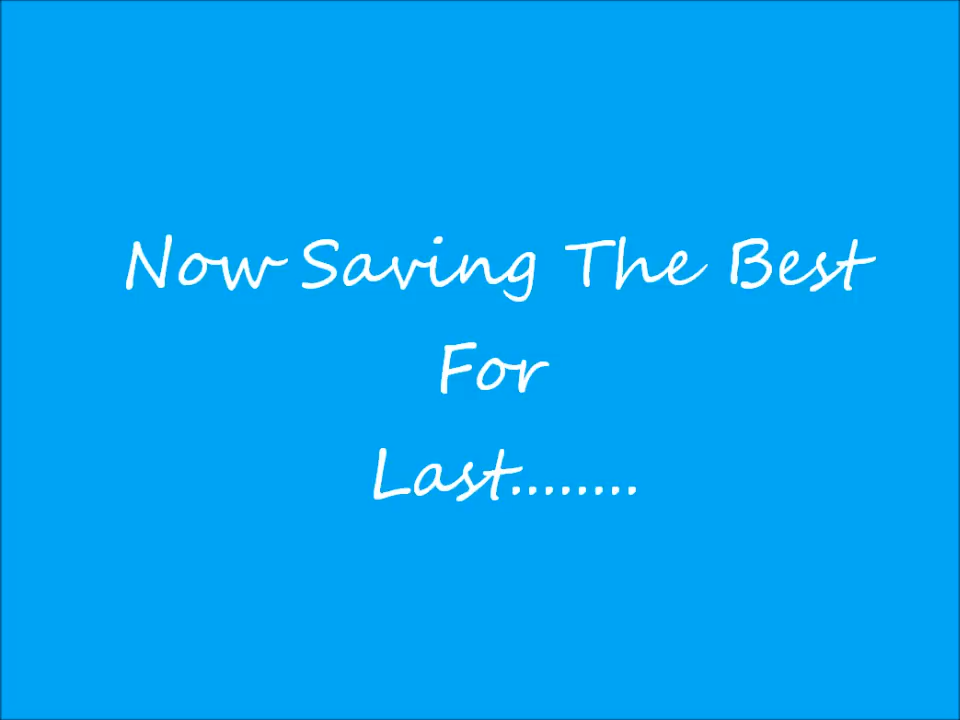 Now Saving The Best
For
Last........